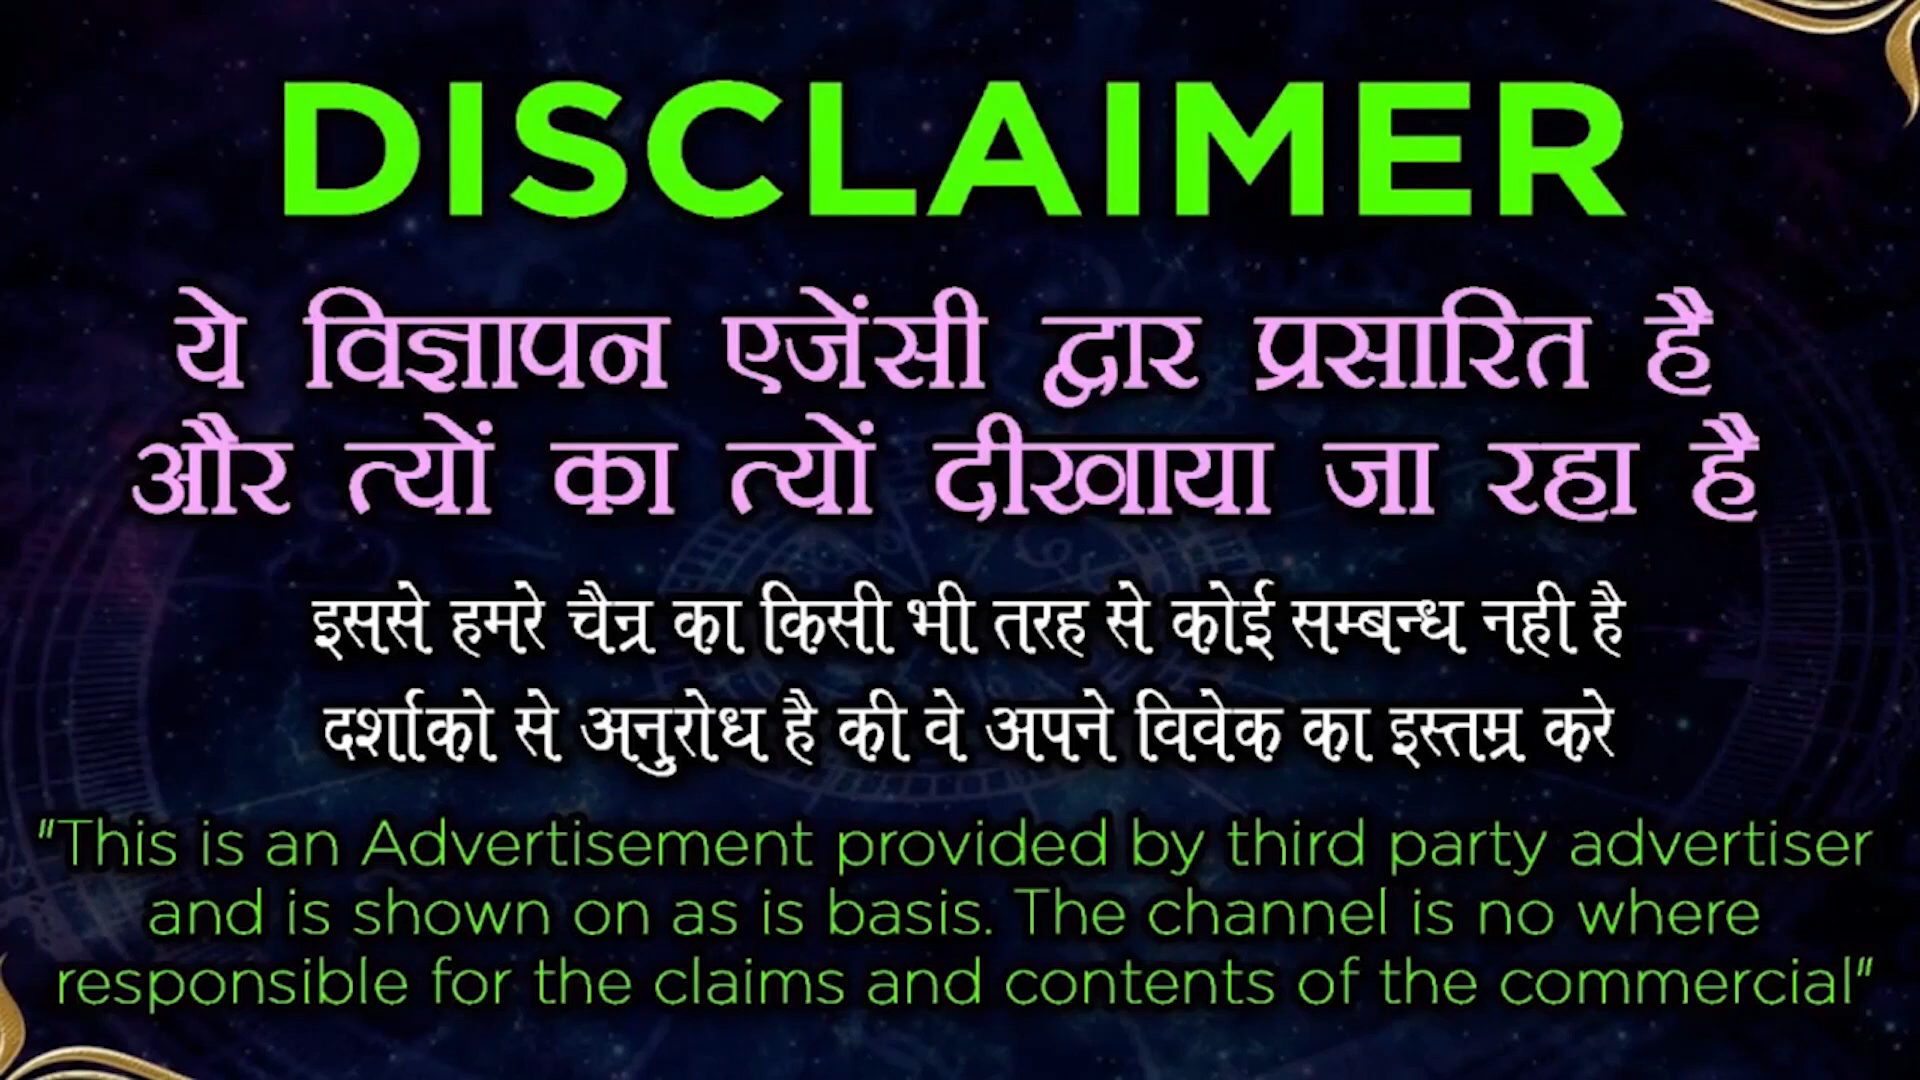 DISCLAIMER
ये विज्ञापन एजेंसी द्वार प्रसारित है
और त्यों का त्यों दीखाया जा रहा है
इससे हमरे चैन्र का किसी भी तरह से कोई सम्बन्ध नही है
दर्शाको से अनुरोध है की वे अपने विवेक का इस्तम्र करे
"This is an Advertisement provided by third party advertiser
and is shown on as is basis. The channel is no where
responsible for the claims and contents of the commercial"